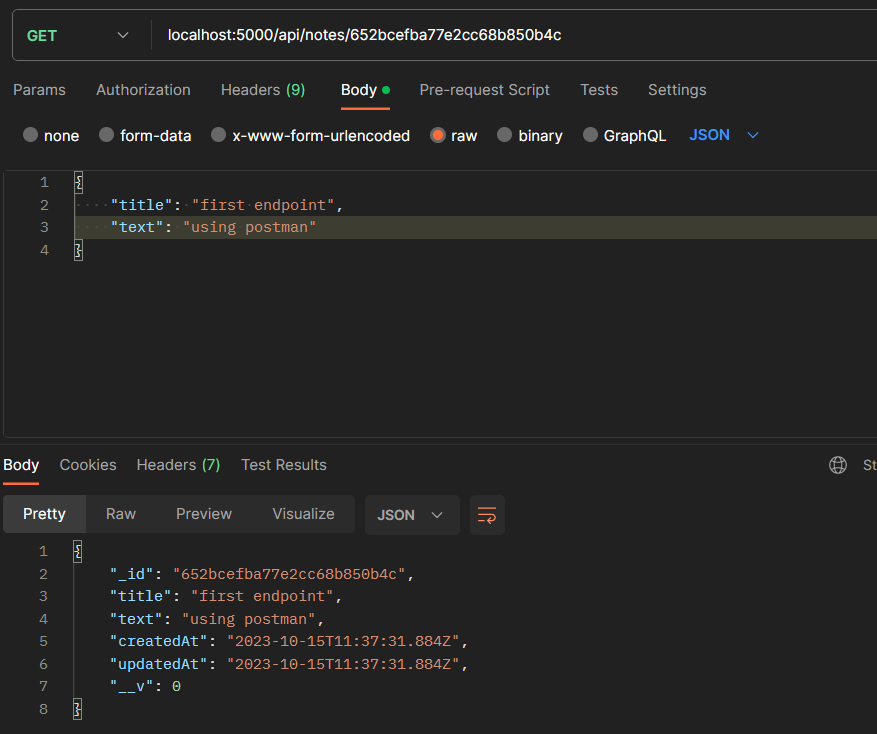 GET localhost:5000/api/notes/652bcefba77e2cc68b850b4c
Params Authorization Headers (9) Body Pre-request Script Tests Settings
none form-data x-www-form-urlencoded raw binary GraphQL JSON
1 {
2 "title": "first endpoint",
3 "text": "using postman"
4 }
Body Cookies Headers (7) Test Results St
Pretty Raw Preview Visualize JSON
1 {
2 "_id": "652bcefba77e2cc68b850b4c",
3 "title": "first endpoint",
4 "text": "using postman",
5 "createdAt": "2023-10-15T11:37:31.884Z",
6 "updatedAt": "2023-10-15T11:37:31.884Z",
7 "__v": 0
8 }